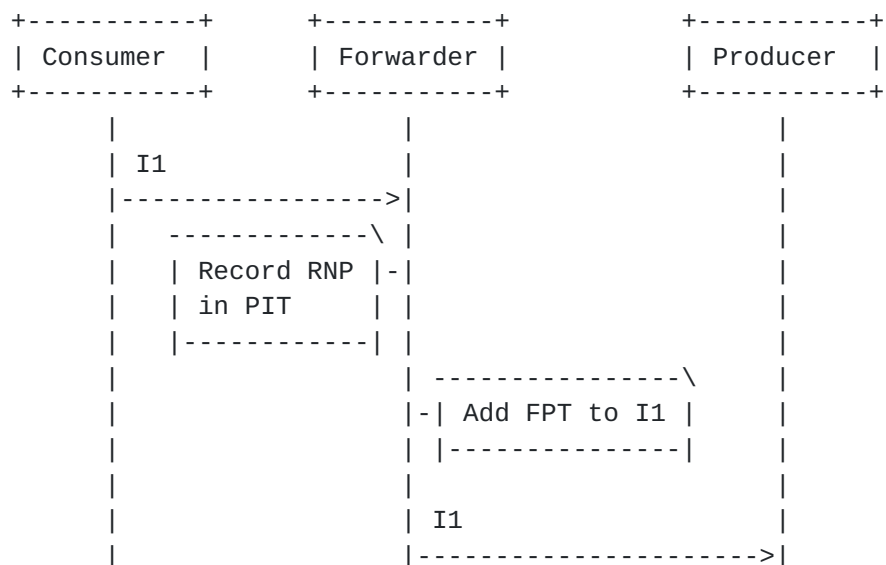 Consumer Forwarder Producer
I1
Record RNP
in PIT
Add FPT to I1
I1